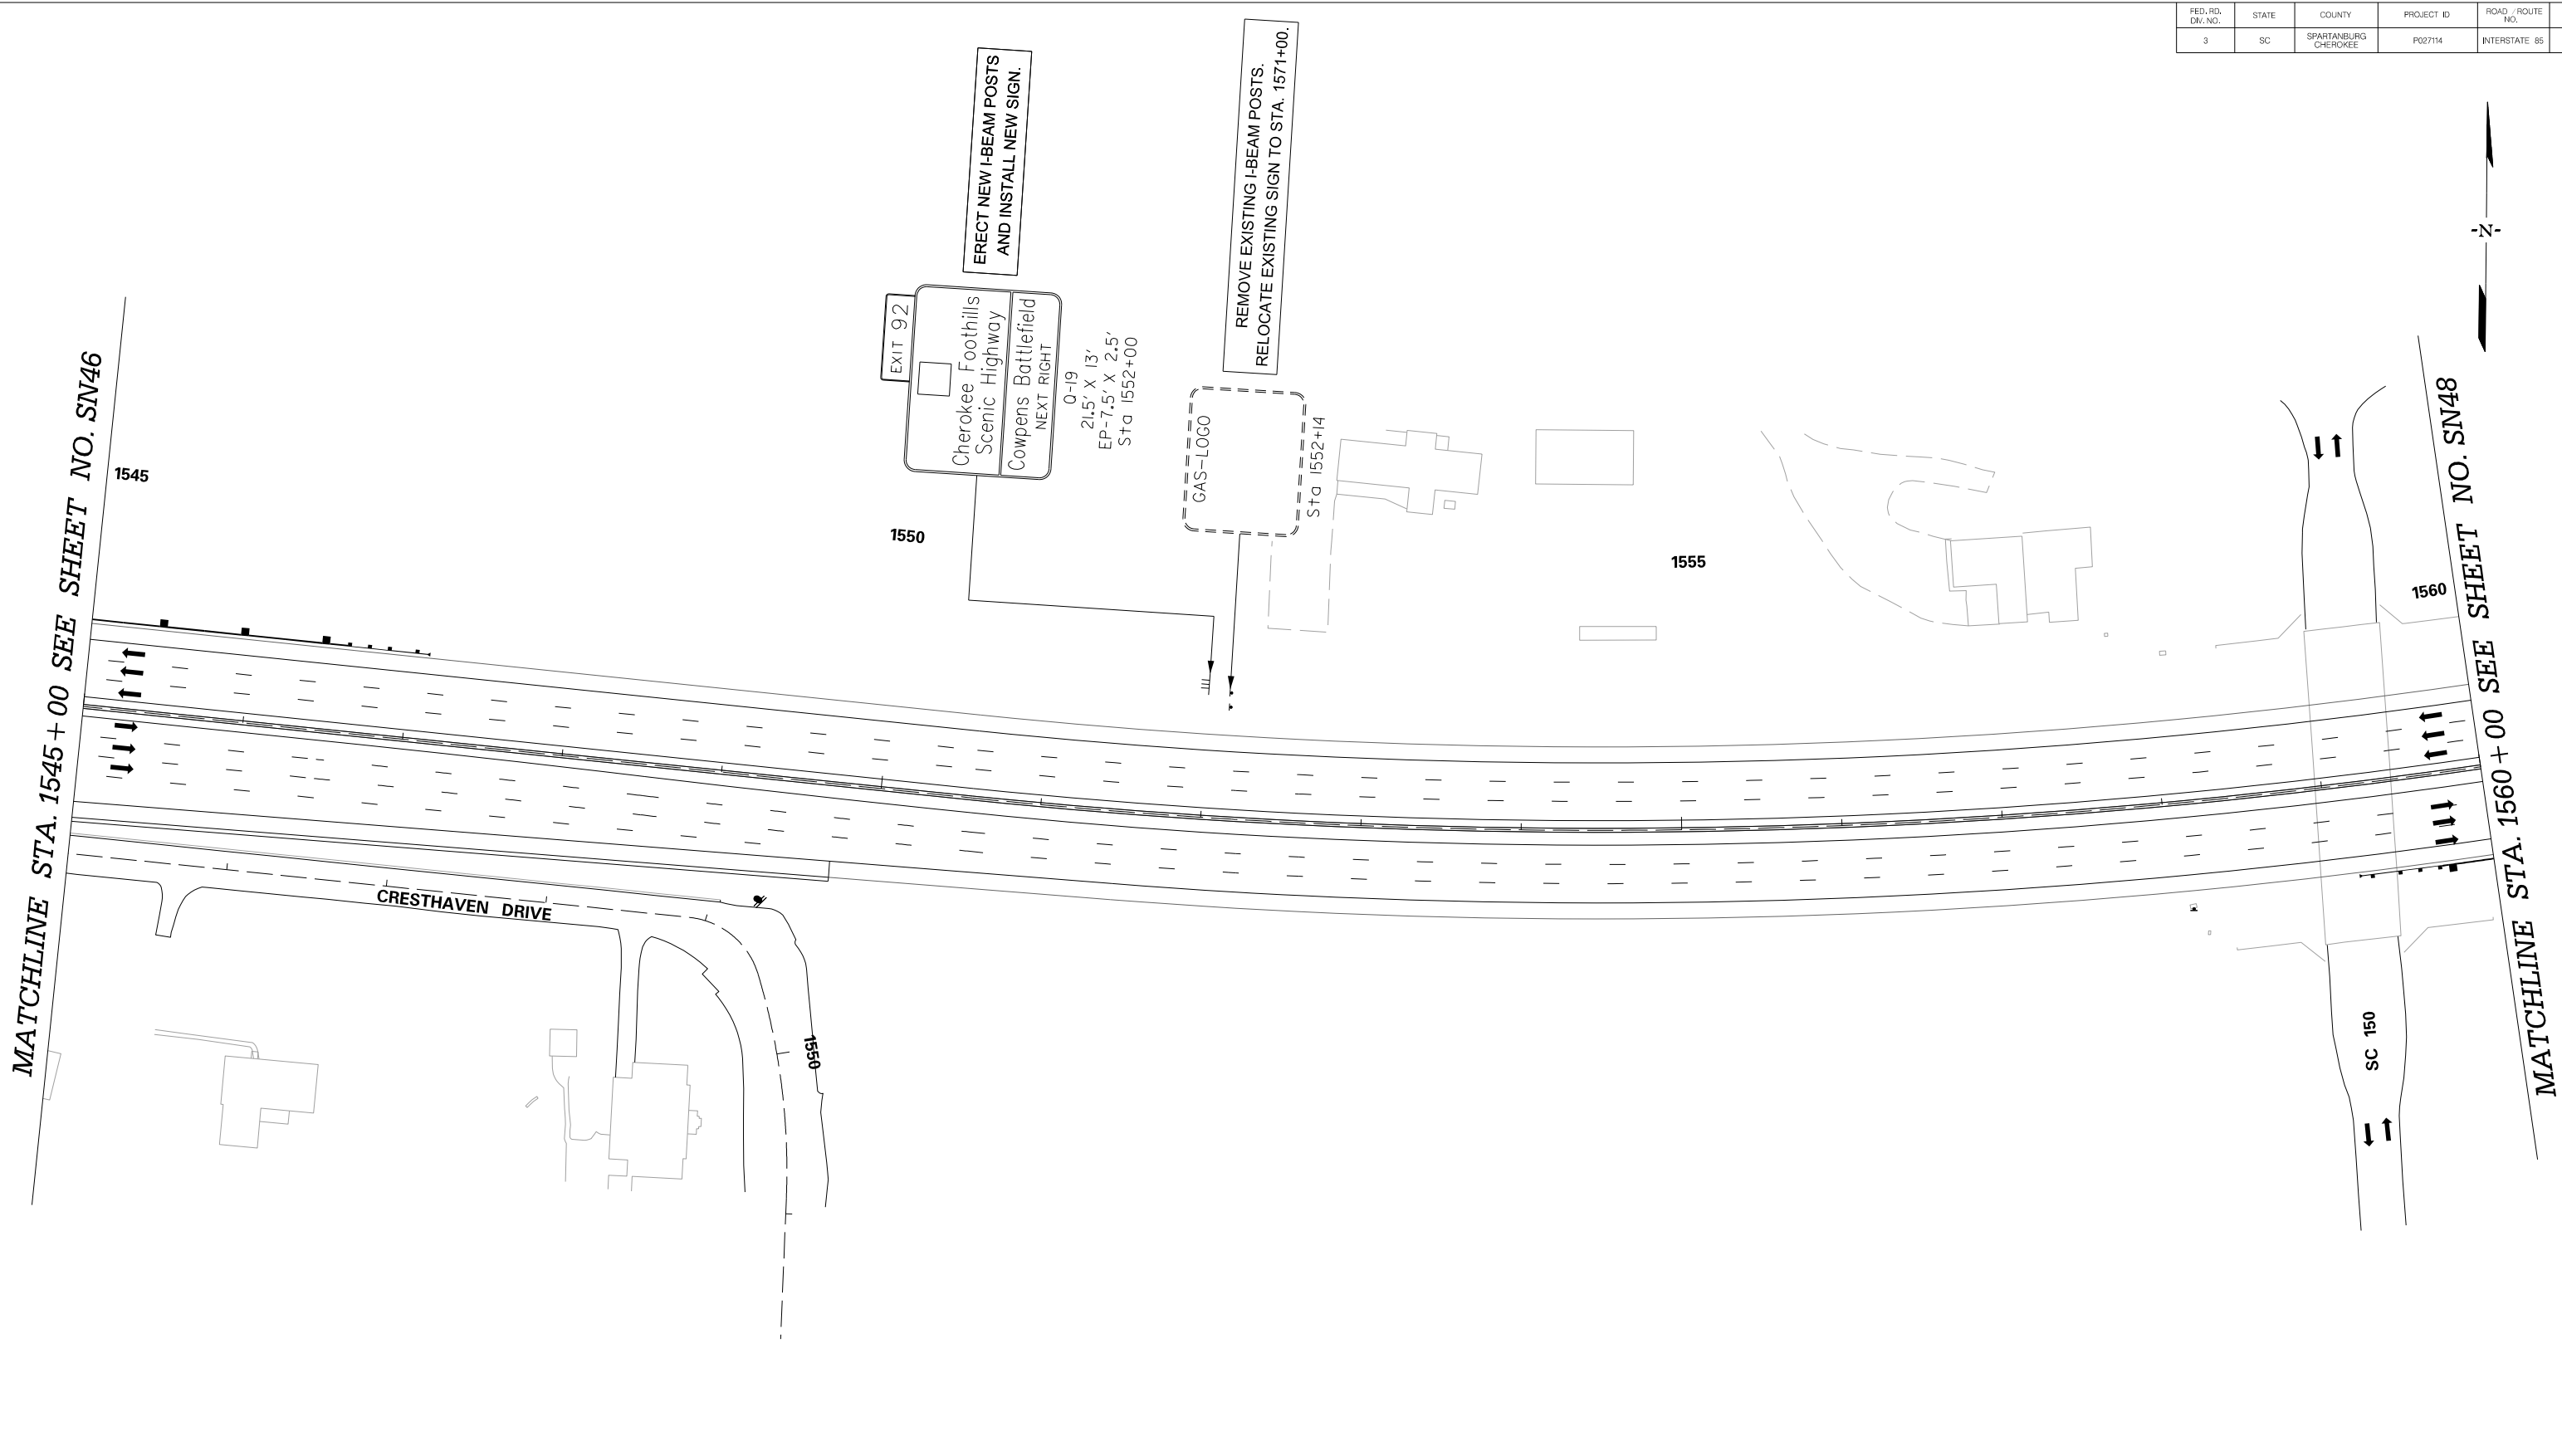 FED. RD. DIV. NO.
STATE
COUNTY
PROJECT ID
ROAD / ROUTE NO.
3
SC
SPARTANBURG CHEROKEE
P027114
INTERSTATE 85
ERECT NEW I-BEAM POSTS
AND INSTALL NEW SIGN.
REMOVE EXISTING I-BEAM POSTS.
RELOCATE EXISTING SIGN TO STA. 1571+00.
EXIT 92
Cherokee Foothills
Scenic Highway
Cowpens Battlefield
NEXT RIGHT
Q-19
21.5' X 13'
EP-7.5' X 2.5'
Sta 1552+00
GAS-LOGO
Sta 1552+14
-N-
MATCHLINE STA. 1545+00 SEE SHEET NO. SN46
1545
1550
1555
1560
MATCHLINE STA. 1560+00 SEE SHEET NO. SN48
CRESTHAVEN DRIVE
1550
SC 150